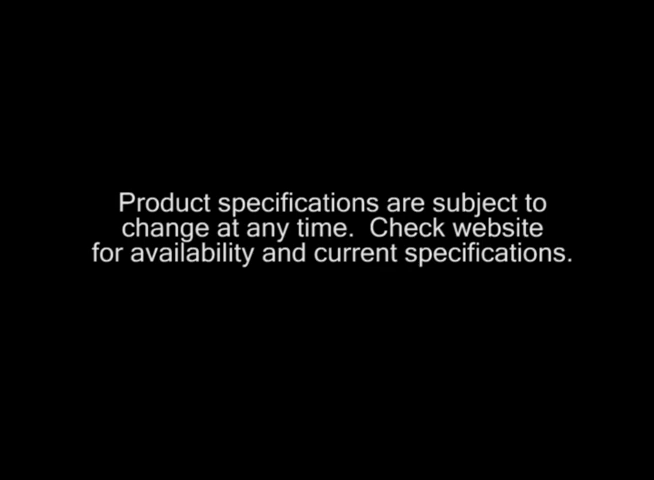 Product specifications are subject to
change at any time.  Check website
for availability and current specifications.